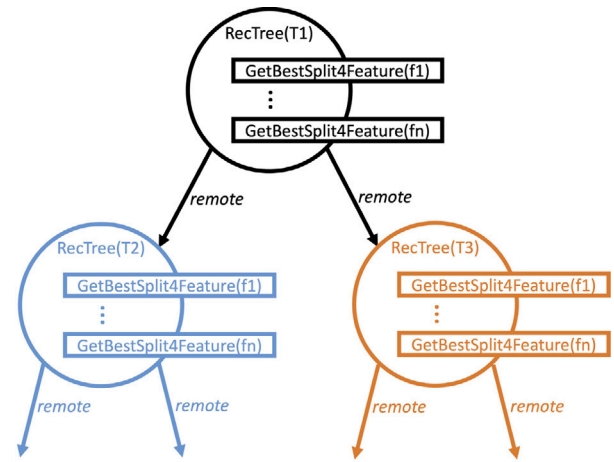 RecTree(T1)
GetBestSplit4Feature(f1)
⋮
GetBestSplit4Feature(fn)
remote
remote
RecTree(T2)
GetBestSplit4Feature(f1)
⋮
GetBestSplit4Feature(fn)
remote
remote
RecTree(T3)
GetBestSplit4Feature(f1)
⋮
GetBestSplit4Feature(fn)
remote
remote